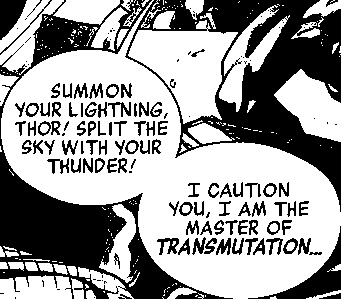 SUMMON
YOUR LIGHTNING,
THOR! SPLIT THE
SKY WITH YOUR
THUNDER!
I CAUTION
YOU, I AM THE
MASTER OF
TRANSMUTATION...